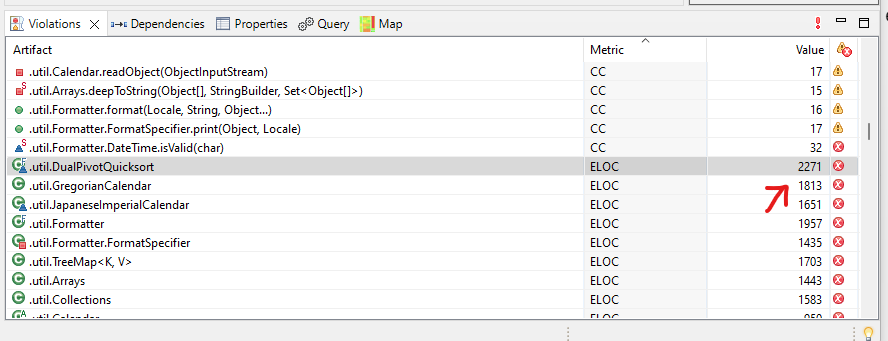 Violations Dependencies Properties Query Map
Artifact Metric Value
.util.Calendar.readObject(ObjectInputStream) CC 17
.util.Arrays.deepToString(Object[], StringBuilder, Set<Object[]>) CC 15
.util.Formatter.format(Locale, String, Object...) CC 16
.util.Formatter.FormatSpecifier.print(Object, Locale) CC 17
.util.Formatter.DateTime.isValid(char) CC 32
.util.DualPivotQuicksort ELOC 2271
.util.GregorianCalendar ELOC 1813
.util.JapaneseImperialCalendar ELOC 1651
.util.Formatter ELOC 1957
.util.Formatter.FormatSpecifier ELOC 1435
.util.TreeMap<K, V> ELOC 1703
.util.Arrays ELOC 1443
.util.Collections ELOC 1583
.util.Calendar ELOC